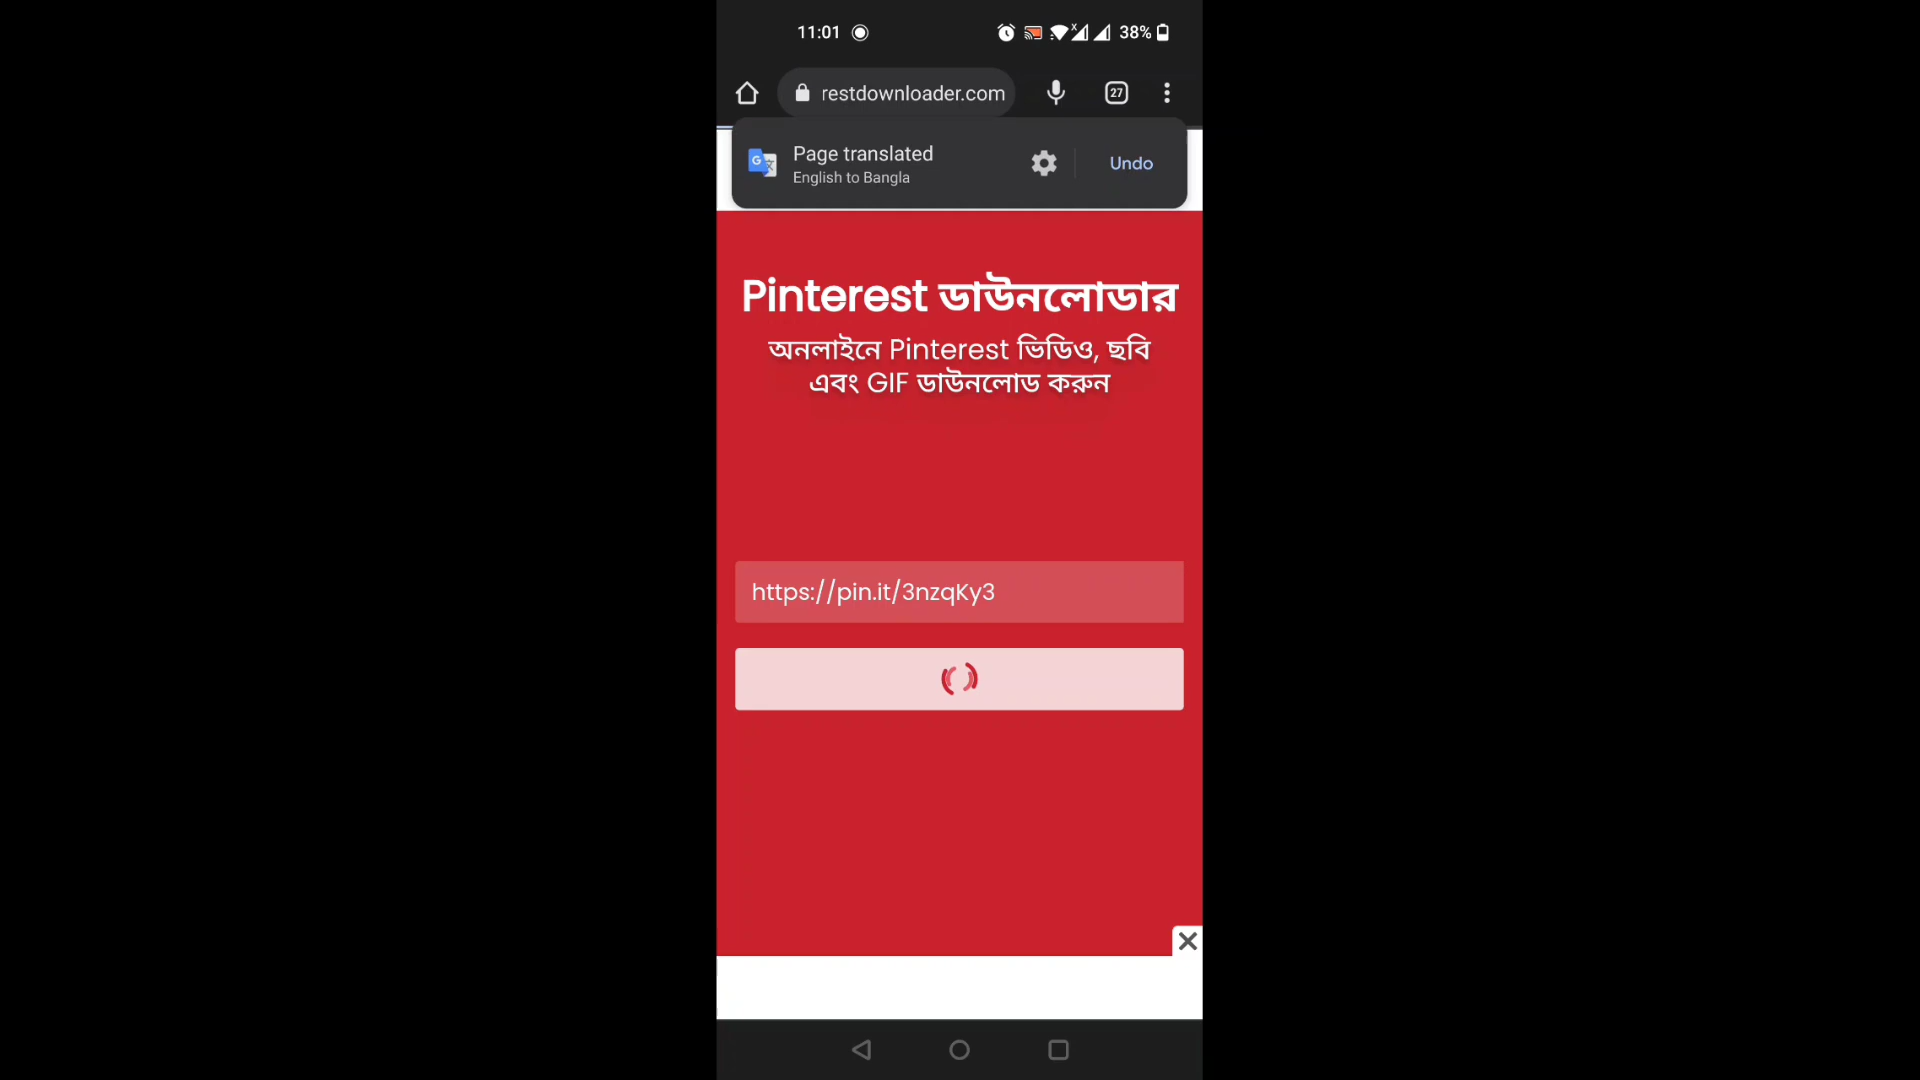 11:01 38%
restdownloader.com 27
Page translated
English to Bangla
Undo
Pinterest ডাউনলোডার
অনলাইনে Pinterest ভিডিও, ছবি
এবং GIF ডাউনলোড করুন
https://pin.it/3nzqKy3